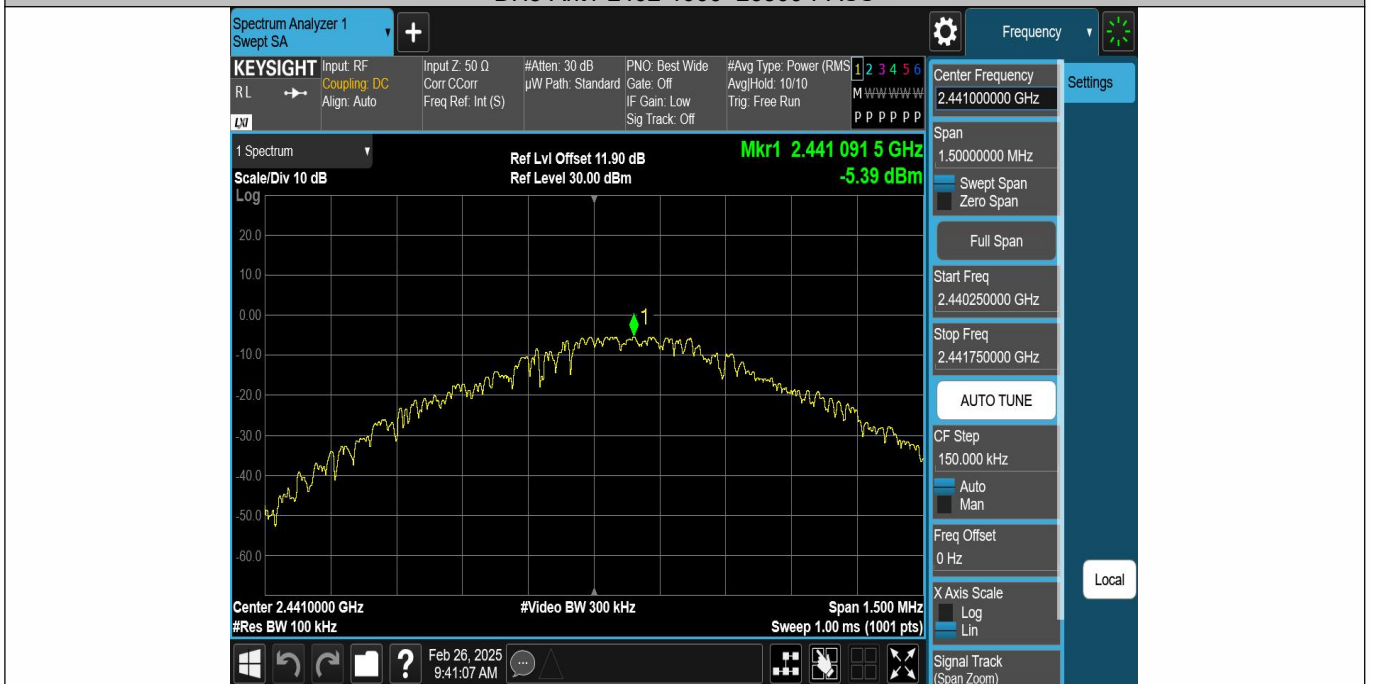 Spectrum Analyzer 1
Swept SA
Frequency
KEYSIGHT
RL
LXI
Input: RF
Coupling: DC
Align: Auto
Input Z: 50 Ω
Corr CCorr
Freq Ref: Int (S)
#Atten: 30 dB
µW Path: Standard
PNO: Best Wide
Gate: Off
IF Gain: Low
Sig Track: Off
#Avg Type: Power (RMS
Avg|Hold: 10/10
Trig: Free Run
1 2 3 4 5 6
M W W W W W
P P P P P P
1 Spectrum
Scale/Div 10 dB
Log
Ref Lvl Offset 11.90 dB
Ref Level 30.00 dBm
Mkr1 2.441 091 5 GHz
-5.39 dBm
20.0
10.0
0.00
-10.0
-20.0
-30.0
-40.0
-50.0
-60.0
1
Center 2.4410000 GHz
#Res BW 100 kHz
#Video BW 300 kHz
Span 1.500 MHz
Sweep 1.00 ms (1001 pts)
Feb 26, 2025
9:41:07 AM
Center Frequency
2.441000000 GHz
Settings
Span
1.50000000 MHz
Swept Span
Zero Span
Full Span
Start Freq
2.440250000 GHz
Stop Freq
2.441750000 GHz
AUTO TUNE
CF Step
150.000 kHz
Auto
Man
Freq Offset
0 Hz
X Axis Scale
Log
Lin
Local
Signal Track
(Span Zoom)